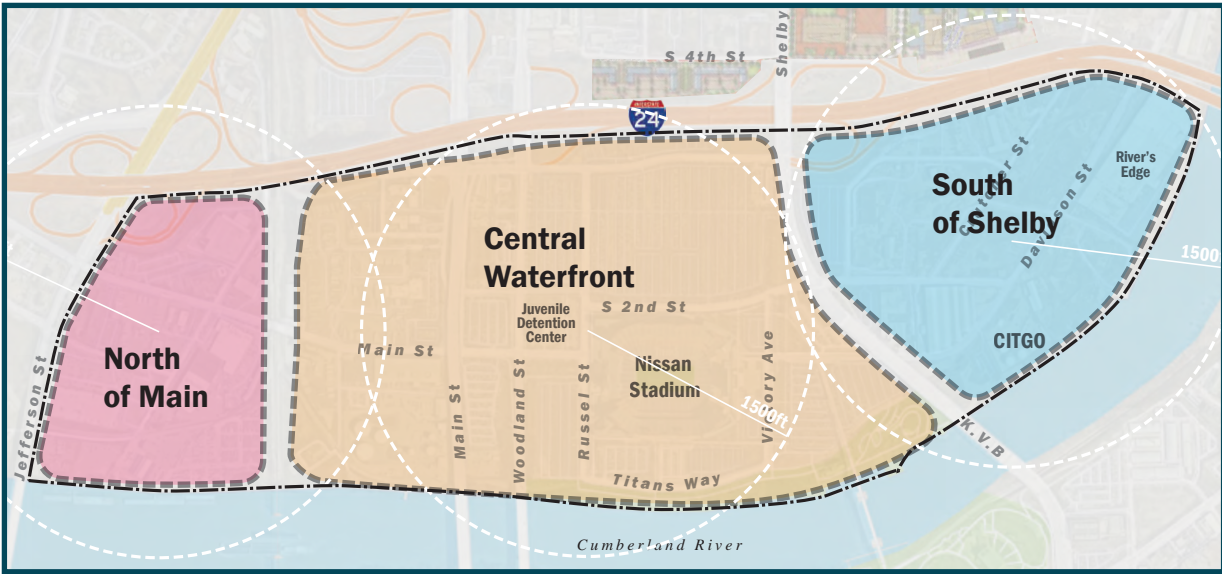 Shelby
S 4th St
INTERSTATE
24
River's
Edge
South
of Shelby
Davidson St
1500
Central
Waterfront
Juvenile
Detention
Center
S 2nd St
Main St
Nissan
Stadium
CITGO
North
of Main
Jefferson St
Main St
Woodland St
Russel St
Victory Ave
1500ft
K.V.B
Titans Way
Cumberland River